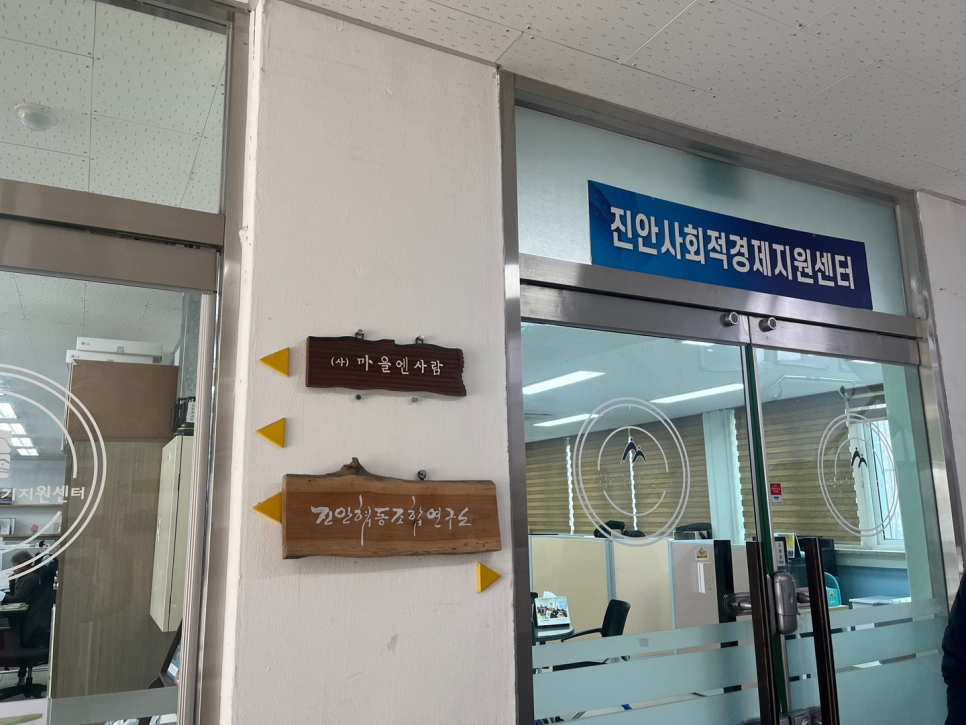 진안사회적경제지원센터
(사) 마을엔사람
진안협동조합연구소
기지원센터